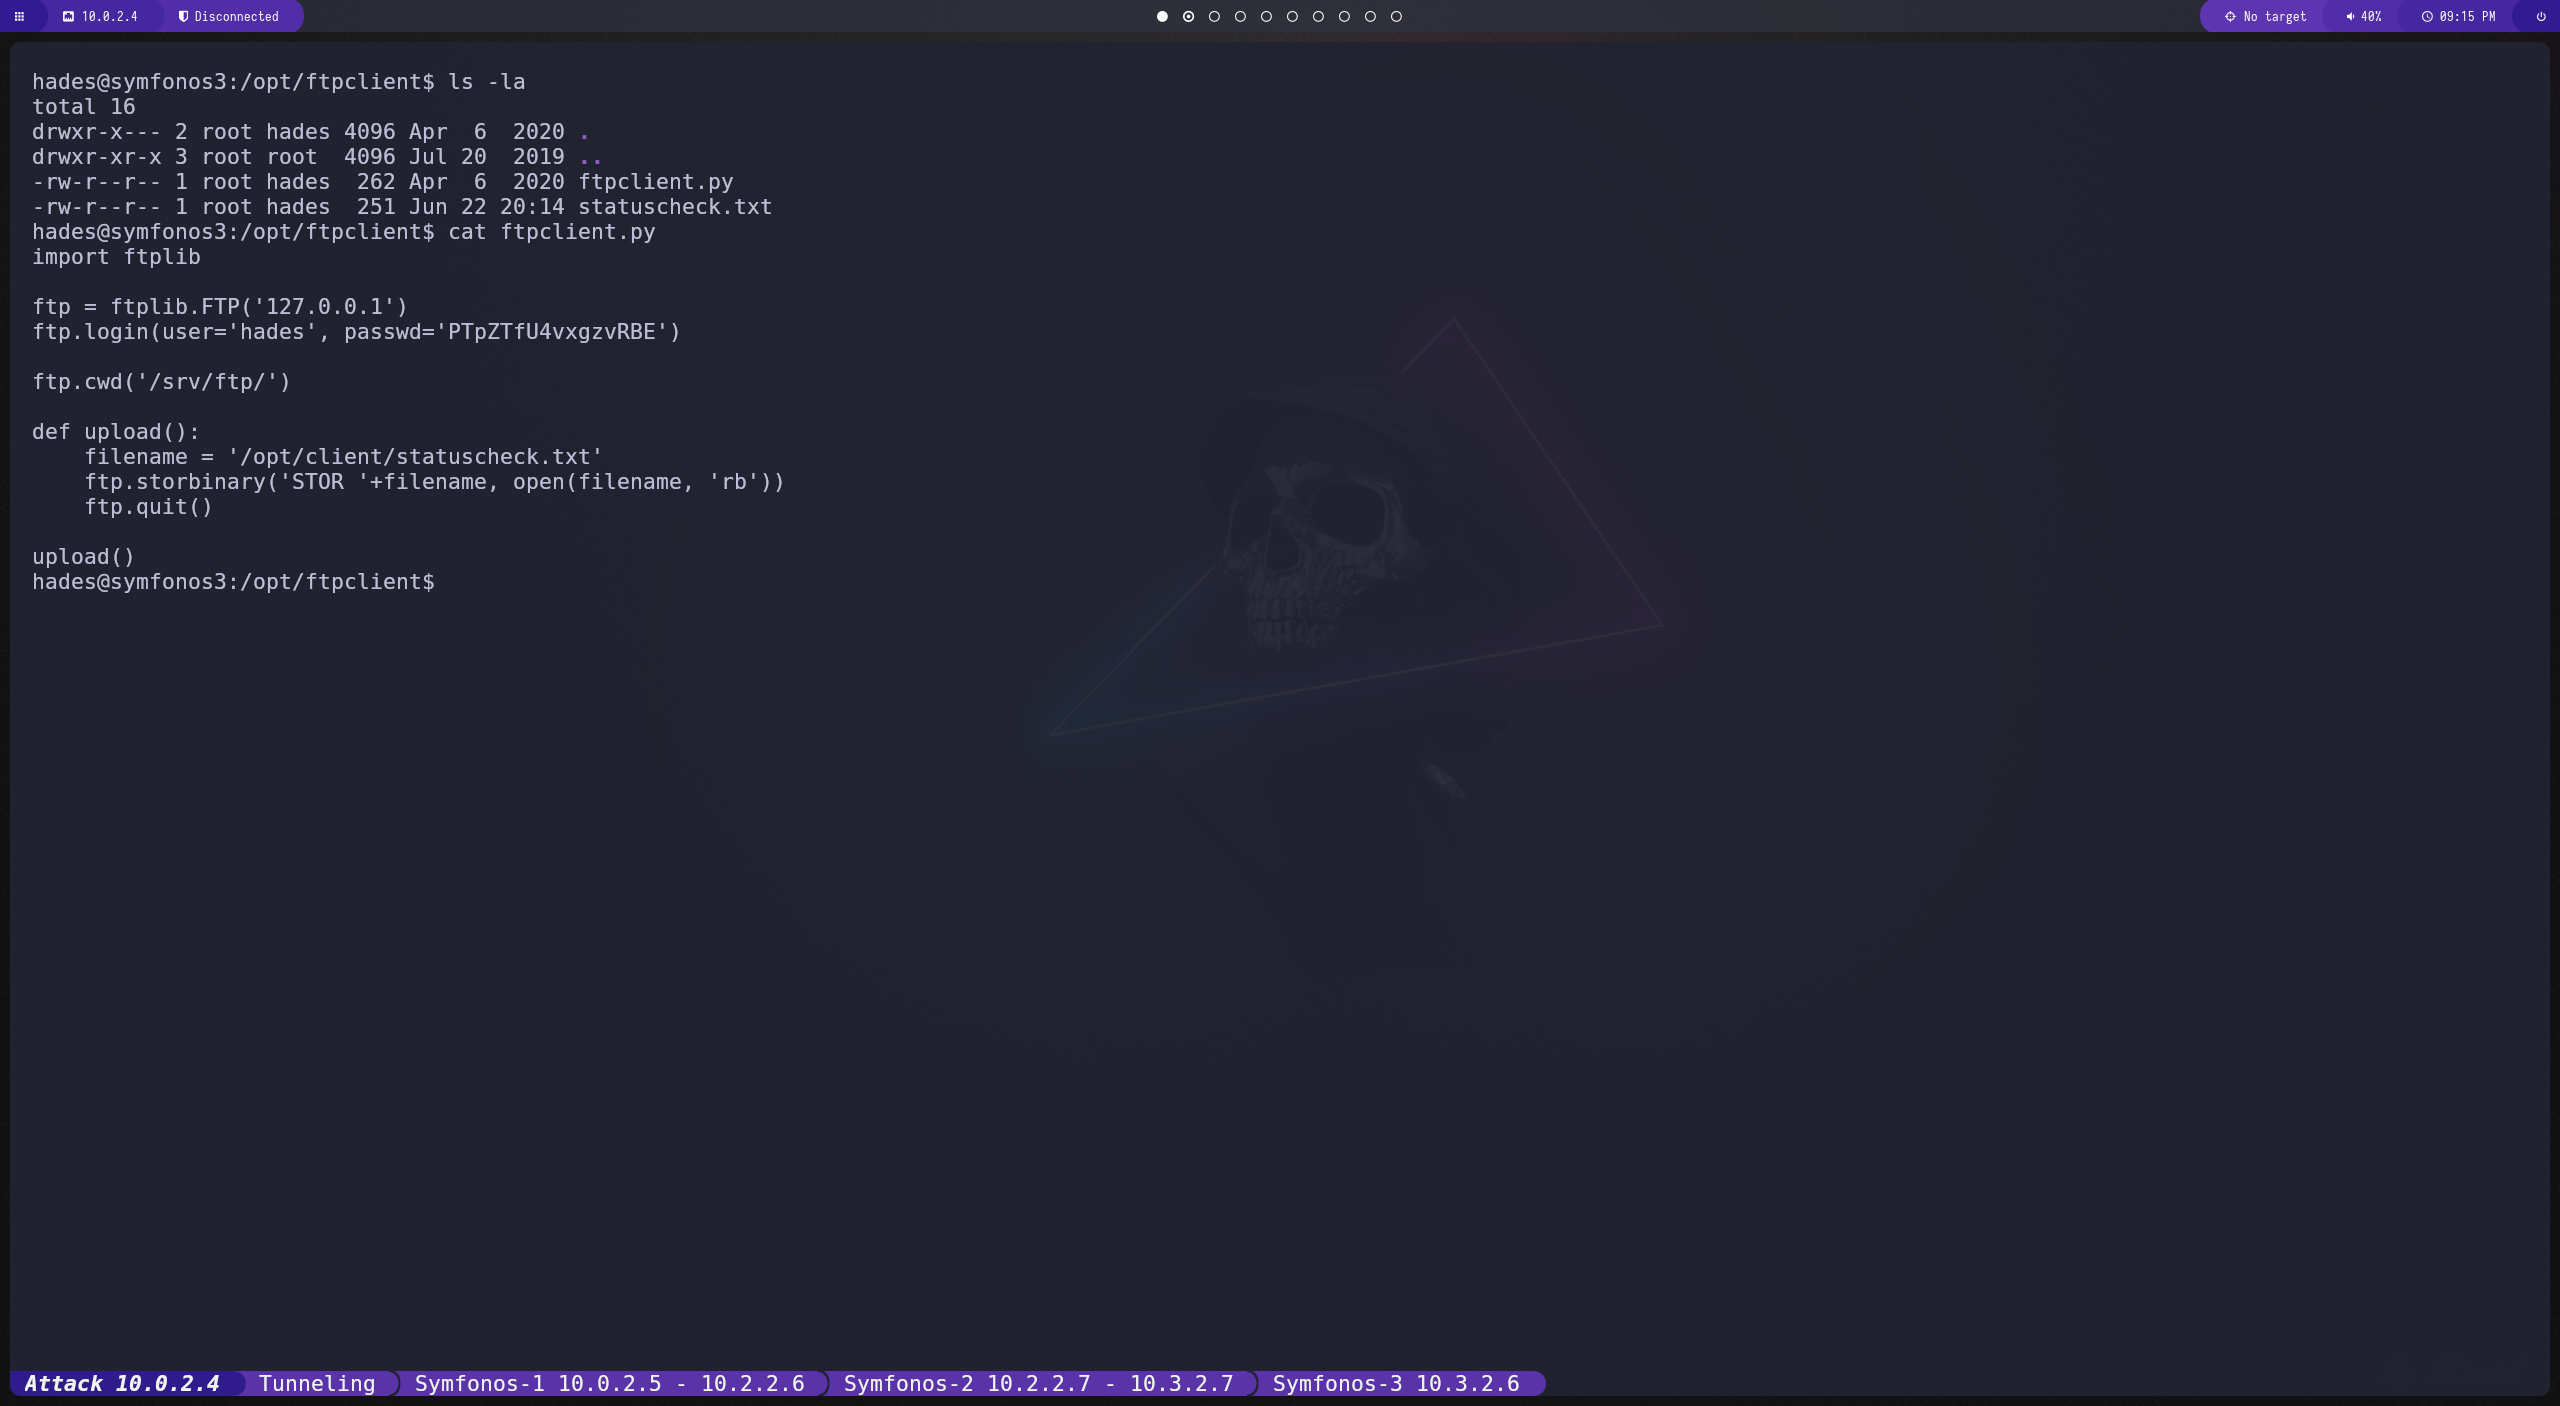 10.0.2.4 Disconnected No target 40% 09:15 PM
hades@symfonos3:/opt/ftpclient$ ls -la
total 16
drwxr-x--- 2 root hades 4096 Apr  6  2020 .
drwxr-xr-x 3 root root  4096 Jul 20  2019 ..
-rw-r--r-- 1 root hades  262 Apr  6  2020 ftpclient.py
-rw-r--r-- 1 root hades  251 Jun 22 20:14 statuscheck.txt
hades@symfonos3:/opt/ftpclient$ cat ftpclient.py
import ftplib

ftp = ftplib.FTP('127.0.0.1')
ftp.login(user='hades', passwd='PTpZTfU4vxgzvRBE')

ftp.cwd('/srv/ftp/')

def upload():
    filename = '/opt/client/statuscheck.txt'
    ftp.storbinary('STOR '+filename, open(filename, 'rb'))
    ftp.quit()

upload()
hades@symfonos3:/opt/ftpclient$
Attack 10.0.2.4 Tunneling Symfonos-1 10.0.2.5 - 10.2.2.6 Symfonos-2 10.2.2.7 - 10.3.2.7 Symfonos-3 10.3.2.6